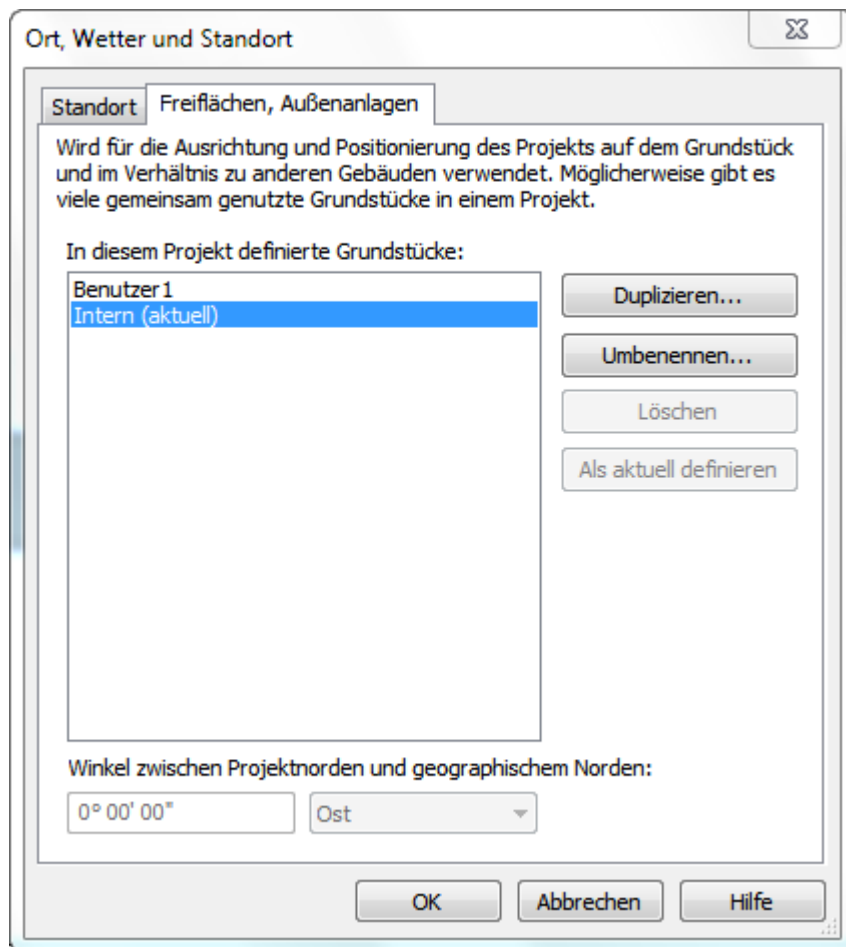 Ort, Wetter und Standort
Standort
Freiflächen, Außenanlagen
Wird für die Ausrichtung und Positionierung des Projekts auf dem Grundstück
und im Verhältnis zu anderen Gebäuden verwendet. Möglicherweise gibt es
viele gemeinsam genutzte Grundstücke in einem Projekt.
In diesem Projekt definierte Grundstücke:
Benutzer1
Intern (aktuell)
Duplizieren...
Umbenennen...
Löschen
Als aktuell definieren
Winkel zwischen Projektnorden und geographischem Norden:
0° 00' 00"
Ost
OK
Abbrechen
Hilfe